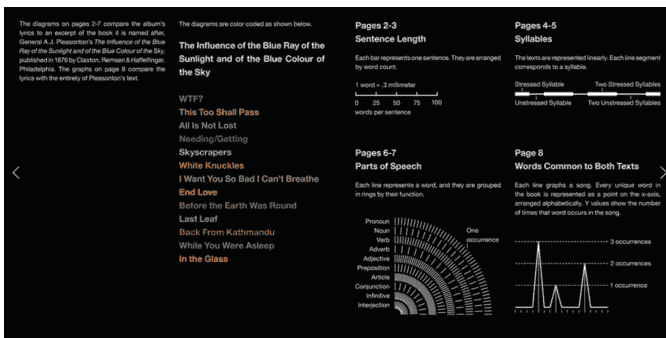 The diagrams on pages 2-7 compare the album's
lyrics to an excerpt of the book it is named after,
General A.J. Pleasonton's The Influence of the Blue
Ray of the Sunlight and of the Blue Colour of the Sky,
published in 1876 by Claxton, Remsen & Haffelfinger,
Philadelphia. The graphs on page 8 compare the
lyrics with the entirety of Pleasonton's text.
The diagrams are color coded as shown below.
The Influence of the Blue Ray of the
Sunlight and of the Blue Colour of
the Sky
WTF?
This Too Shall Pass
All Is Not Lost
Needing/Getting
Skyscrapers
White Knuckles
I Want You So Bad I Can't Breathe
End Love
Before the Earth Was Round
Last Leaf
Back From Kathmandu
While You Were Asleep
In the Glass
Pages 2-3
Sentence Length
Each bar represents one sentence. They are arranged
by word count.
1 word = .3 milimeter
0 25 50 75 100
words per sentence
Pages 4-5
Syllables
The texts are represented linearly. Each line segment
corresponds to a syllable.
Stressed Syllable Two Stressed Syllables
Unstressed Syllable Two Unstressed Syllables
Pages 6-7
Parts of Speech
Each line represents a word, and they are grouped
in rings by their function.
Pronoun
Noun
Verb
Adverb
Adjective
Preposition
Article
Conjunction
Infinitive
Interjection
One
occurrence
Page 8
Words Common to Both Texts
Each line graphs a song. Every unique word in
the book is represented as a point on the x-axis,
arranged alphabetically. Y values show the number
of times that word occurs in the song.
3 occurrences
2 occurrences
1 occurrence